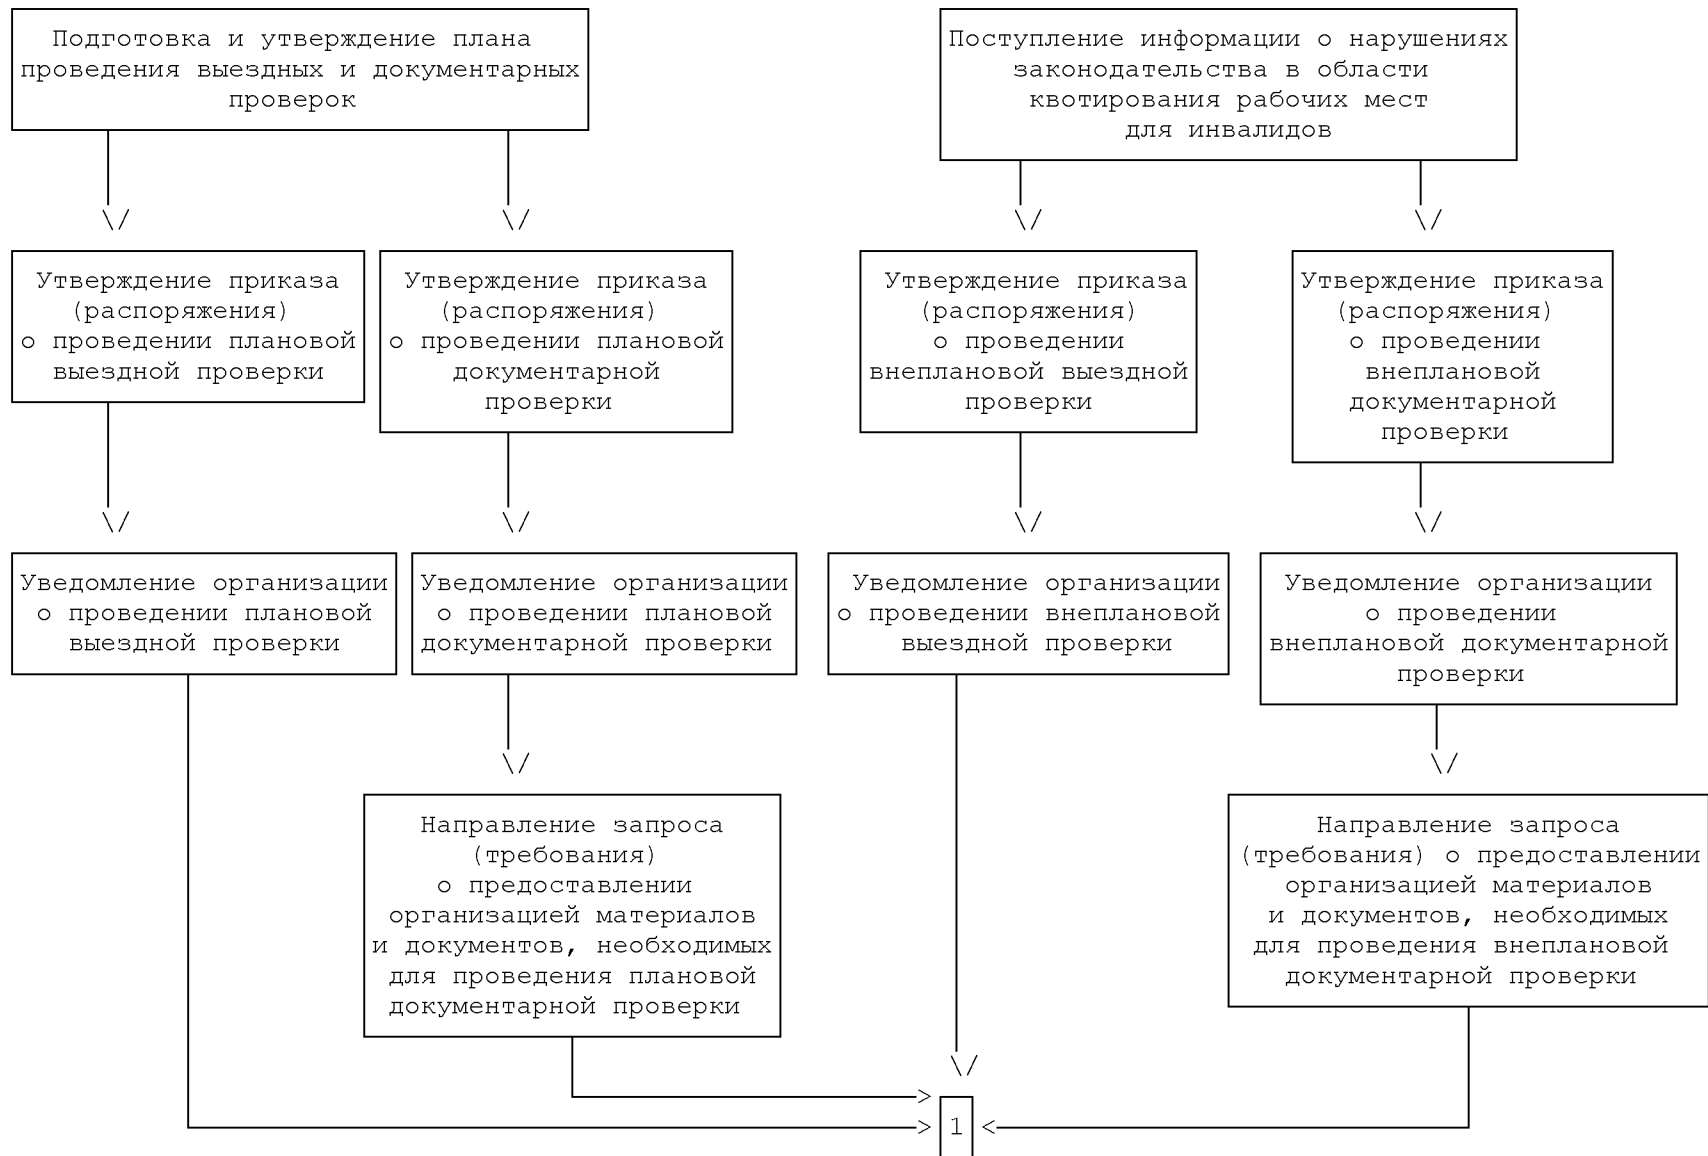 Подготовка и утверждение плана
проведения выездных и документарных
проверок
Поступление информации о нарушениях
законодательства в области
квотирования рабочих мест
для инвалидов
Утверждение приказа
(распоряжения)
о проведении плановой
выездной проверки
Утверждение приказа
(распоряжения)
о проведении плановой
документарной
проверки
Утверждение приказа
(распоряжения)
о проведении
внеплановой выездной
проверки
Утверждение приказа
(распоряжения)
о проведении
внеплановой
документарной
проверки
Уведомление организации
о проведении плановой
выездной проверки
Уведомление организации
о проведении плановой
документарной проверки
Уведомление организации
о проведении внеплановой
выездной проверки
Уведомление организации
о проведении
внеплановой документарной
проверки
Направление запроса
(требования)
о предоставлении
организацией материалов
и документов, необходимых
для проведения плановой
документарной проверки
Направление запроса
(требования) о предоставлении
организацией материалов
и документов, необходимых
для проведения внеплановой
документарной проверки
1